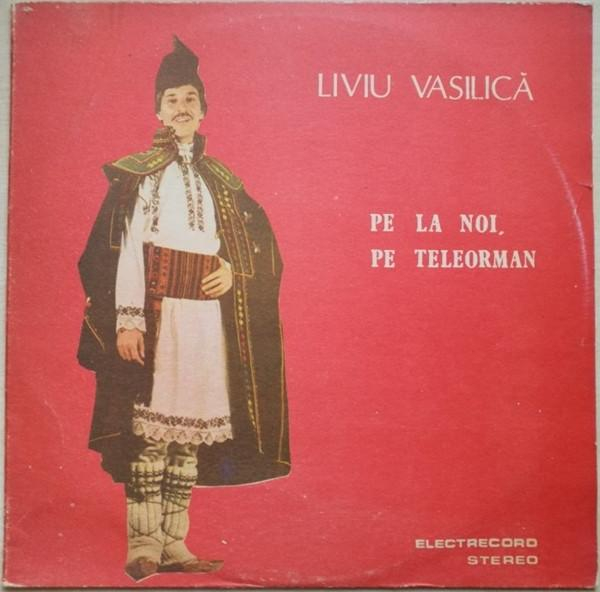 LIVIU VASILICĂ
PE LA NOI,
PE TELEORMAN
ELECTRECORD
STEREO